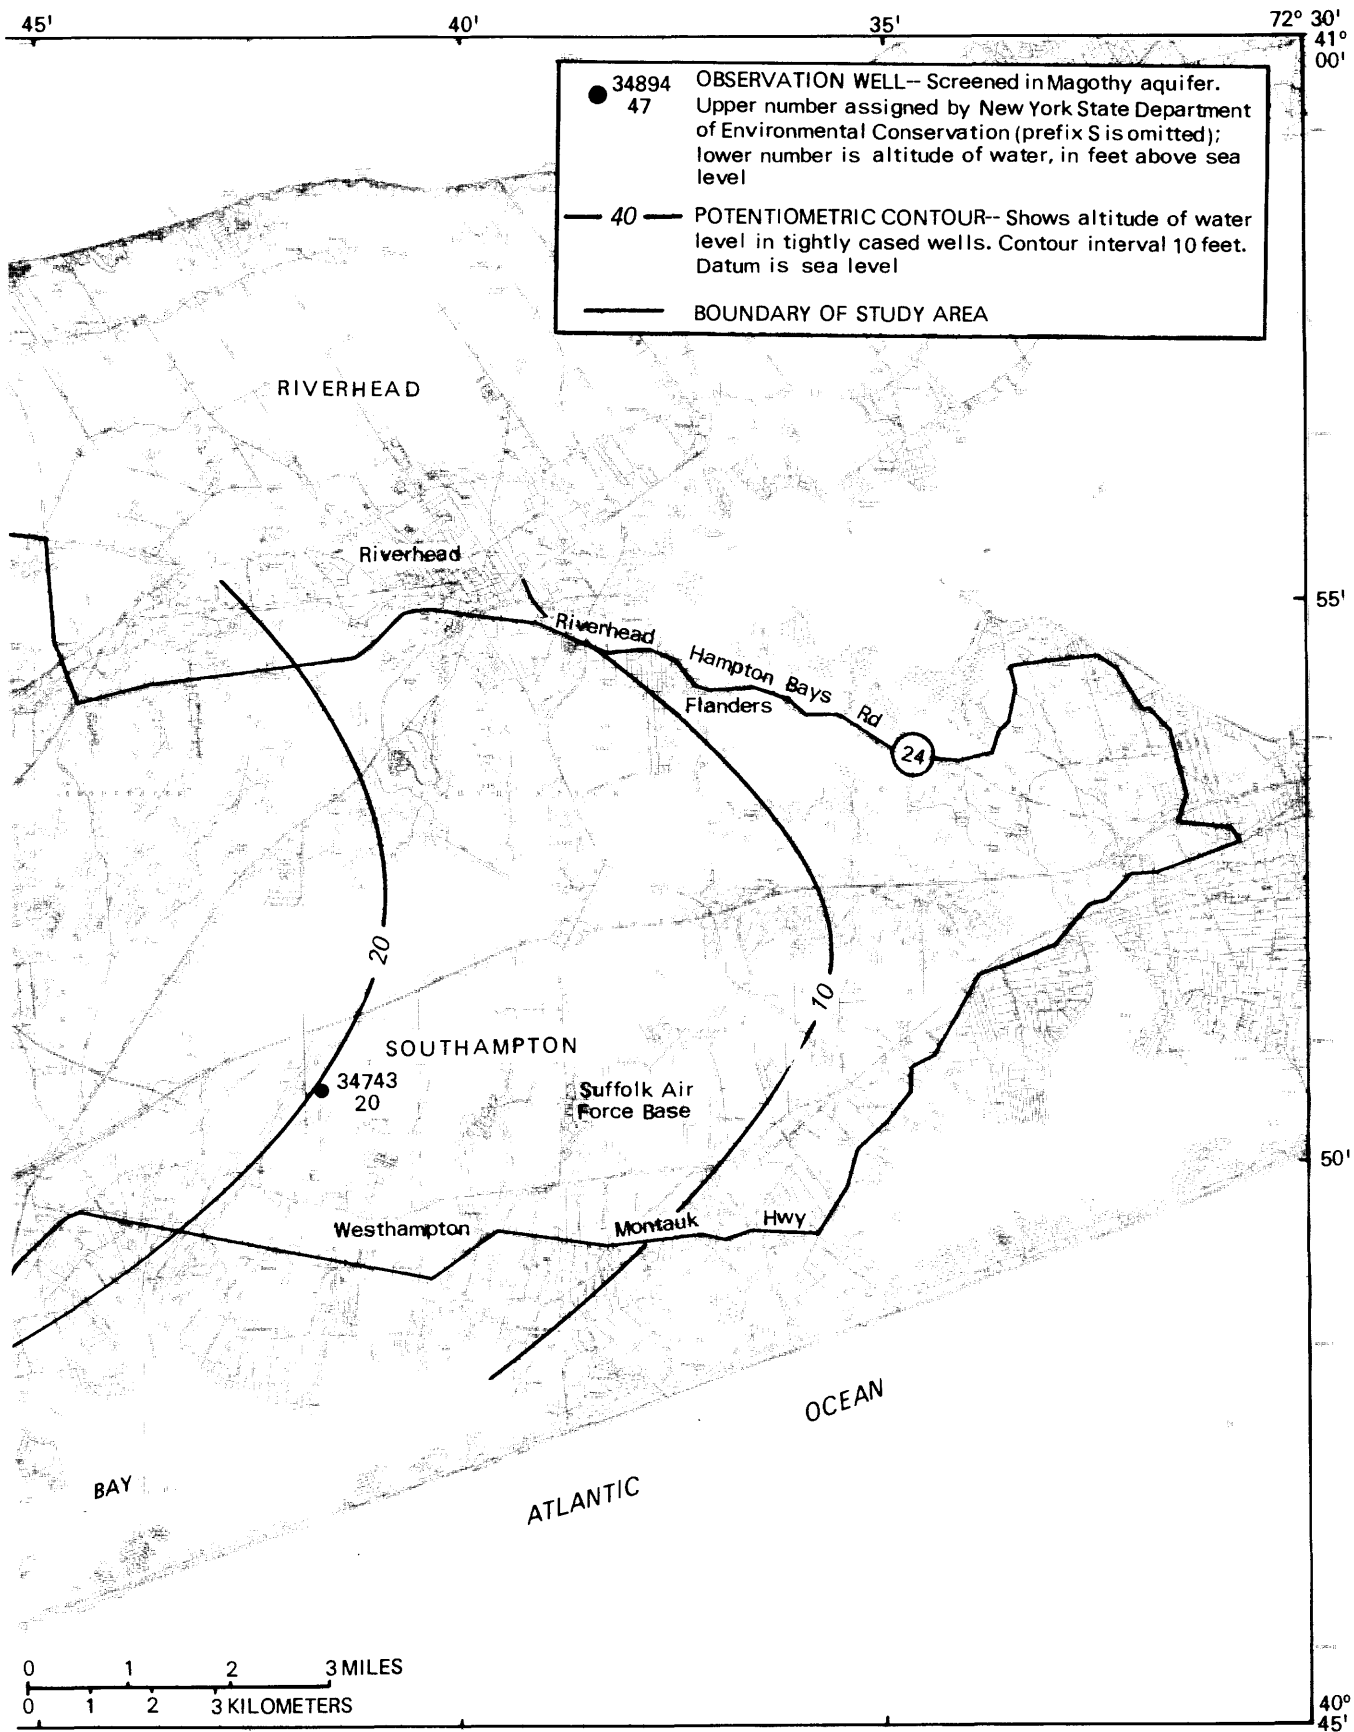 45'
40'
35'
72° 30'
41°
00'
34894
47
OBSERVATION WELL-- Screened in Magothy aquifer.
Upper number assigned by New York State Department
of Environmental Conservation (prefix S is omitted);
lower number is altitude of water, in feet above sea
level
40
POTENTIOMETRIC CONTOUR-- Shows altitude of water
level in tightly cased wells. Contour interval 10 feet.
Datum is sea level
BOUNDARY OF STUDY AREA
RIVERHEAD
Riverhead
55'
Riverhead
Hampton Bays
Rd
Flanders
24
20
10
SOUTHAMPTON
34743
20
Suffolk Air
Force Base
50'
Westhampton
Montauk
Hwy
OCEAN
BAY
ATLANTIC
0 1 2 3 MILES
0 1 2 3 KILOMETERS
40°
45'